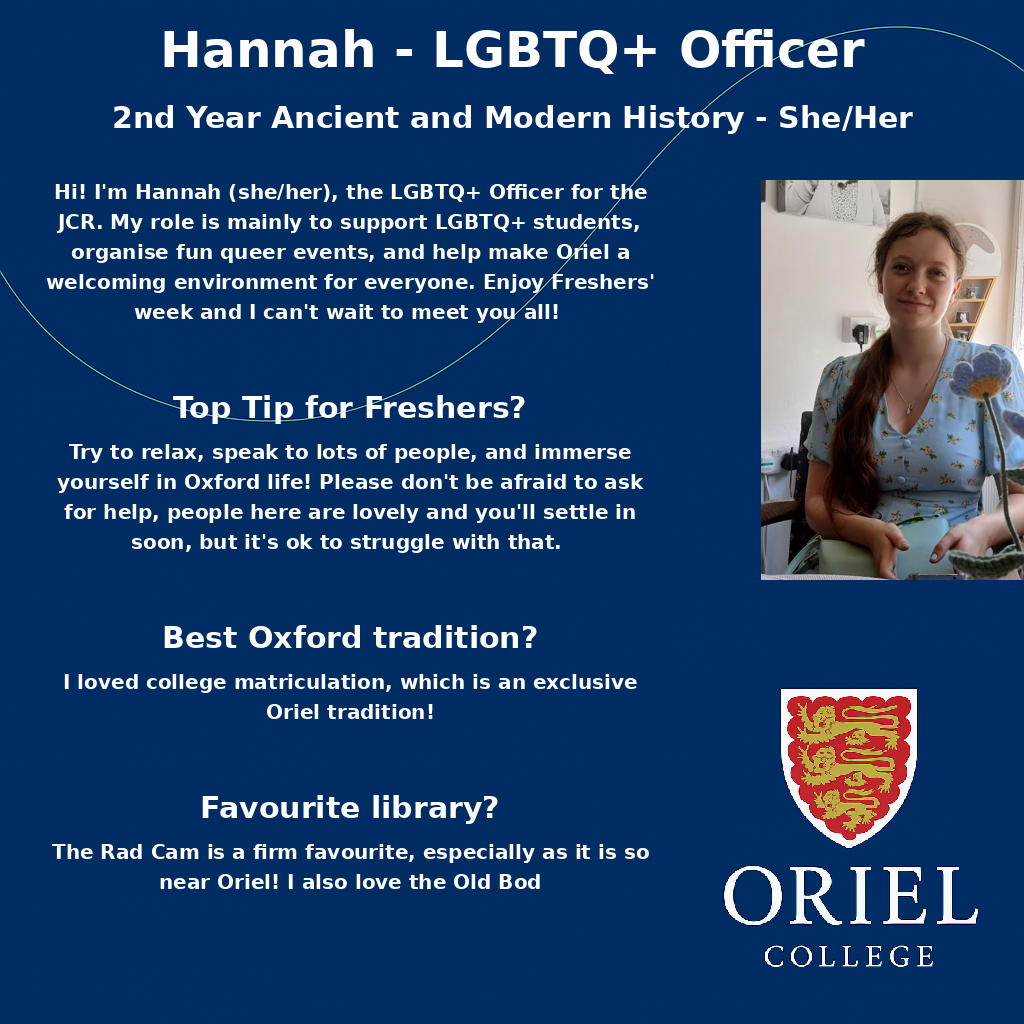 Hannah - LGBTQ+ Officer
2nd Year Ancient and Modern History - She/Her
Hi! I'm Hannah (she/her), the LGBTQ+ Officer for the
JCR. My role is mainly to support LGBTQ+ students,
organise fun queer events, and help make Oriel a
welcoming environment for everyone. Enjoy Freshers'
week and I can't wait to meet you all!
Top Tip for Freshers?
Try to relax, speak to lots of people, and immerse
yourself in Oxford life! Please don't be afraid to ask
for help, people here are lovely and you'll settle in
soon, but it's ok to struggle with that.
Best Oxford tradition?
I loved college matriculation, which is an exclusive
Oriel tradition!
Favourite library?
The Rad Cam is a firm favourite, especially as it is so
near Oriel! I also love the Old Bod
ORIEL
COLLEGE